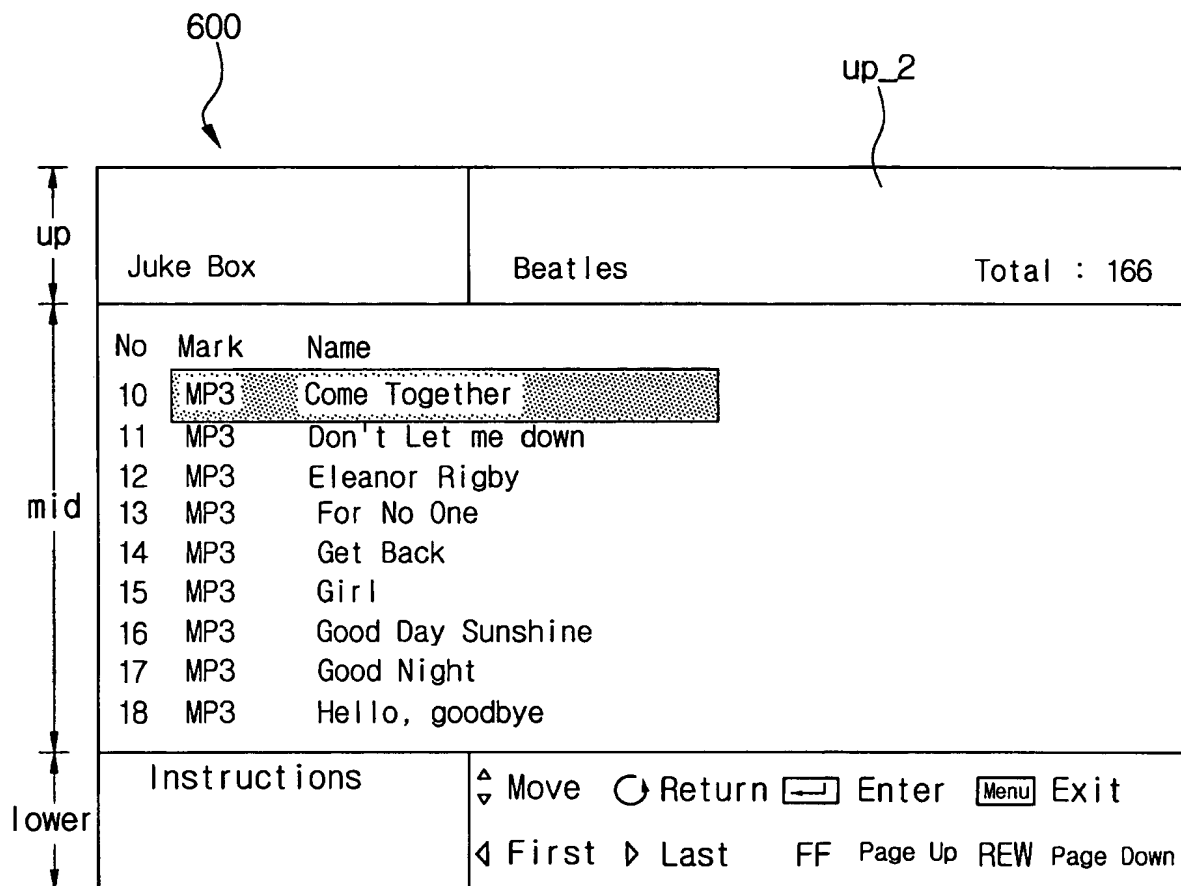 600
up_2
up
Juke Box Beatles Total : 166
No Mark Name
10 MP3 Come Together
11 MP3 Don't Let me down
12 MP3 Eleanor Rigby
mid
13 MP3 For No One
14 MP3 Get Back
15 MP3 Girl
16 MP3 Good Day Sunshine
17 MP3 Good Night
18 MP3 Hello, goodbye
Instructions Move Return Enter Menu Exit
lower
First Last FF Page Up REW Page Down